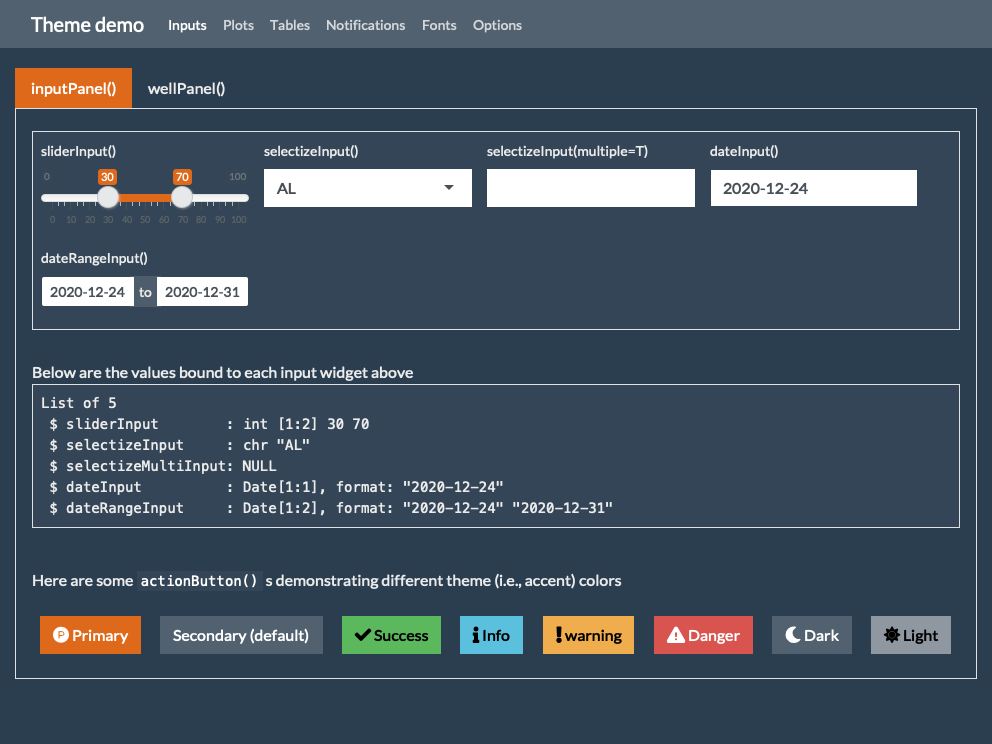 Theme demo Inputs Plots Tables Notifications Fonts Options
inputPanel() wellPanel()
sliderInput() selectizeInput() selectizeInput(multiple=T) dateInput()
0 30 70 100
AL 2020-12-24
0 10 20 30 40 50 60 70 80 90 100
dateRangeInput()
2020-12-24 to 2020-12-31
Below are the values bound to each input widget above
List of 5
$ sliderInput : int [1:2] 30 70
$ selectizeInput : chr "AL"
$ selectizeMultiInput: NULL
$ dateInput : Date[1:1], format: "2020-12-24"
$ dateRangeInput : Date[1:2], format: "2020-12-24" "2020-12-31"
Here are some actionButton() s demonstrating different theme (i.e., accent) colors
P Primary Secondary (default) Success Info warning Danger Dark Light